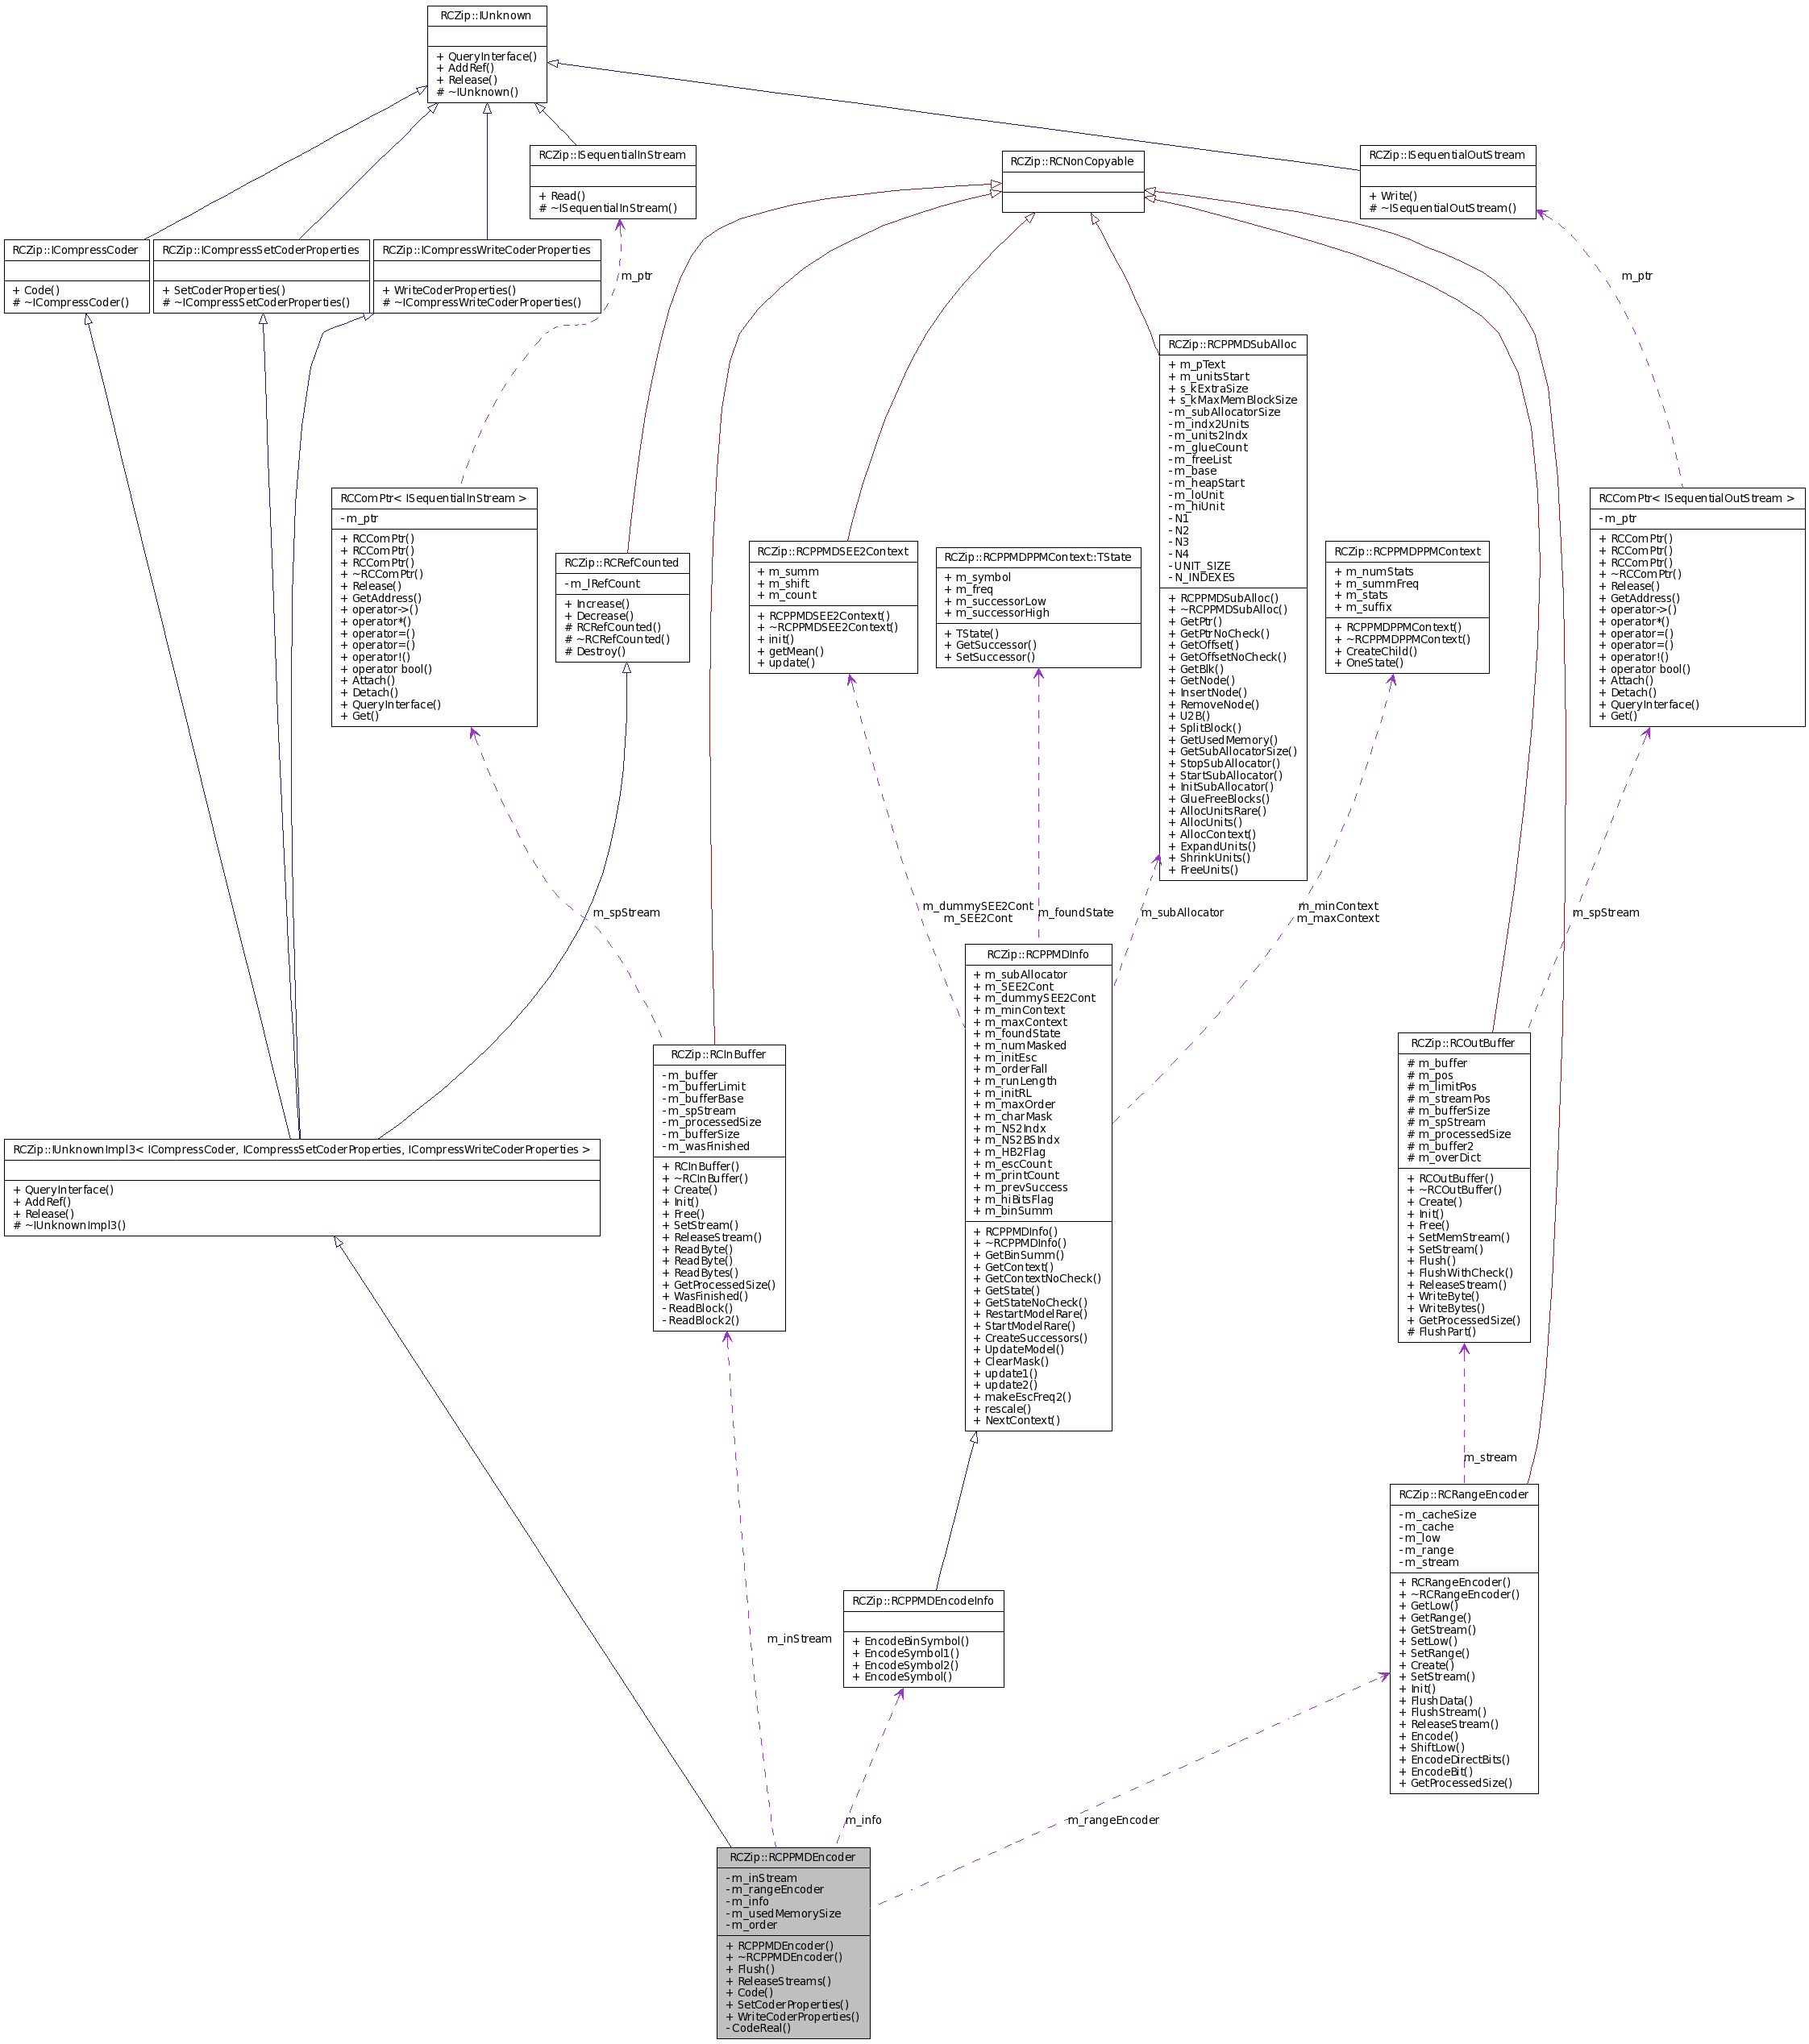 RCZip::IUnknown
+ QueryInterface()
+ AddRef()
+ Release()
# ~IUnknown()
RCZip::ISequentialInStream
+ Read()
# ~ISequentialInStream()
RCZip::RCNonCopyable
RCZip::ISequentialOutStream
+ Write()
# ~ISequentialOutStream()
RCZip::ICompressCoder
+ Code()
# ~ICompressCoder()
RCZip::ICompressSetCoderProperties
+ SetCoderProperties()
# ~ICompressSetCoderProperties()
RCZip::ICompressWriteCoderProperties
+ WriteCoderProperties()
# ~ICompressWriteCoderProperties()
m_ptr
m_ptr
RCZip::RCPPMDSubAlloc
+ m_pText
+ m_unitsStart
+ s_kExtraSize
+ s_kMaxMemBlockSize
- m_subAllocatorSize
- m_indx2Units
- m_units2Indx
- m_glueCount
- m_freeList
- m_base
- m_heapStart
- m_loUnit
- m_hiUnit
- N1
- N2
- N3
- N4
- UNIT_SIZE
- N_INDEXES
+ RCPPMDSubAlloc()
+ ~RCPPMDSubAlloc()
+ GetPtr()
+ GetPtrNoCheck()
+ GetOffset()
+ GetOffsetNoCheck()
+ GetBlk()
+ GetNode()
+ InsertNode()
+ RemoveNode()
+ U2B()
+ SplitBlock()
+ GetUsedMemory()
+ GetSubAllocatorSize()
+ StopSubAllocator()
+ StartSubAllocator()
+ InitSubAllocator()
+ GlueFreeBlocks()
+ AllocUnitsRare()
+ AllocUnits()
+ AllocContext()
+ ExpandUnits()
+ ShrinkUnits()
+ FreeUnits()
RCComPtr< ISequentialInStream >
- m_ptr
+ RCComPtr()
+ RCComPtr()
+ RCComPtr()
+ ~RCComPtr()
+ Release()
+ GetAddress()
+ operator->()
+ operator*()
+ operator=()
+ operator=()
+ operator!()
+ operator bool()
+ Attach()
+ Detach()
+ QueryInterface()
+ Get()
RCZip::RCRefCounted
- m_lRefCount
+ Increase()
+ Decrease()
# RCRefCounted()
# ~RCRefCounted()
# Destroy()
RCZip::RCPPMDSEE2Context
+ m_summ
+ m_shift
+ m_count
+ RCPPMDSEE2Context()
+ ~RCPPMDSEE2Context()
+ init()
+ getMean()
+ update()
RCZip::RCPPMDPPMContext::TState
+ m_symbol
+ m_freq
+ m_successorLow
+ m_successorHigh
+ TState()
+ GetSuccessor()
+ SetSuccessor()
RCZip::RCPPMDPPMContext
+ m_numStats
+ m_summFreq
+ m_stats
+ m_suffix
+ RCPPMDPPMContext()
+ ~RCPPMDPPMContext()
+ CreateChild()
+ OneState()
RCComPtr< ISequentialOutStream >
- m_ptr
+ RCComPtr()
+ RCComPtr()
+ RCComPtr()
+ ~RCComPtr()
+ Release()
+ GetAddress()
+ operator->()
+ operator*()
+ operator=()
+ operator=()
+ operator!()
+ operator bool()
+ Attach()
+ Detach()
+ QueryInterface()
+ Get()
m_spStream
m_dummySEE2Cont
m_SEE2Cont
m_foundState
m_subAllocator
m_minContext
m_maxContext
m_spStream
RCZip::RCPPMDInfo
+ m_subAllocator
+ m_SEE2Cont
+ m_dummySEE2Cont
+ m_minContext
+ m_maxContext
+ m_foundState
+ m_numMasked
+ m_initEsc
+ m_orderFall
+ m_runLength
+ m_initRL
+ m_maxOrder
+ m_charMask
+ m_NS2Indx
+ m_NS2BSIndx
+ m_HB2Flag
+ m_escCount
+ m_printCount
+ m_prevSuccess
+ m_hiBitsFlag
+ m_binSumm
+ RCPPMDInfo()
+ ~RCPPMDInfo()
+ GetBinSumm()
+ GetContext()
+ GetContextNoCheck()
+ GetState()
+ GetStateNoCheck()
+ RestartModelRare()
+ StartModelRare()
+ CreateSuccessors()
+ UpdateModel()
+ ClearMask()
+ update1()
+ update2()
+ makeEscFreq2()
+ rescale()
+ NextContext()
RCZip::RCInBuffer
- m_buffer
- m_bufferLimit
- m_bufferBase
- m_spStream
- m_processedSize
- m_bufferSize
- m_wasFinished
+ RCInBuffer()
+ ~RCInBuffer()
+ Create()
+ Init()
+ Free()
+ SetStream()
+ ReleaseStream()
+ ReadByte()
+ ReadByte()
+ ReadBytes()
+ GetProcessedSize()
+ WasFinished()
- ReadBlock()
- ReadBlock2()
RCZip::RCOutBuffer
# m_buffer
# m_pos
# m_limitPos
# m_streamPos
# m_bufferSize
# m_spStream
# m_processedSize
# m_buffer2
# m_overDict
+ RCOutBuffer()
+ ~RCOutBuffer()
+ Create()
+ Init()
+ Free()
+ SetMemStream()
+ SetStream()
+ Flush()
+ FlushWithCheck()
+ ReleaseStream()
+ WriteByte()
+ WriteBytes()
+ GetProcessedSize()
# FlushPart()
RCZip::IUnknownImpl3< ICompressCoder, ICompressSetCoderProperties, ICompressWriteCoderProperties >
+ QueryInterface()
+ AddRef()
+ Release()
# ~IUnknownImpl3()
m_stream
RCZip::RCRangeEncoder
- m_cacheSize
- m_cache
- m_low
- m_range
- m_stream
+ RCRangeEncoder()
+ ~RCRangeEncoder()
+ GetLow()
+ GetRange()
+ GetStream()
+ SetLow()
+ SetRange()
+ Create()
+ SetStream()
+ Init()
+ FlushData()
+ FlushStream()
+ ReleaseStream()
+ Encode()
+ ShiftLow()
+ EncodeDirectBits()
+ EncodeBit()
+ GetProcessedSize()
RCZip::RCPPMDEncodeInfo
+ EncodeBinSymbol()
+ EncodeSymbol1()
+ EncodeSymbol2()
+ EncodeSymbol()
m_inStream
m_info
m_rangeEncoder
RCZip::RCPPMDEncoder
- m_inStream
- m_rangeEncoder
- m_info
- m_usedMemorySize
- m_order
+ RCPPMDEncoder()
+ ~RCPPMDEncoder()
+ Flush()
+ ReleaseStreams()
+ Code()
+ SetCoderProperties()
+ WriteCoderProperties()
- CodeReal()